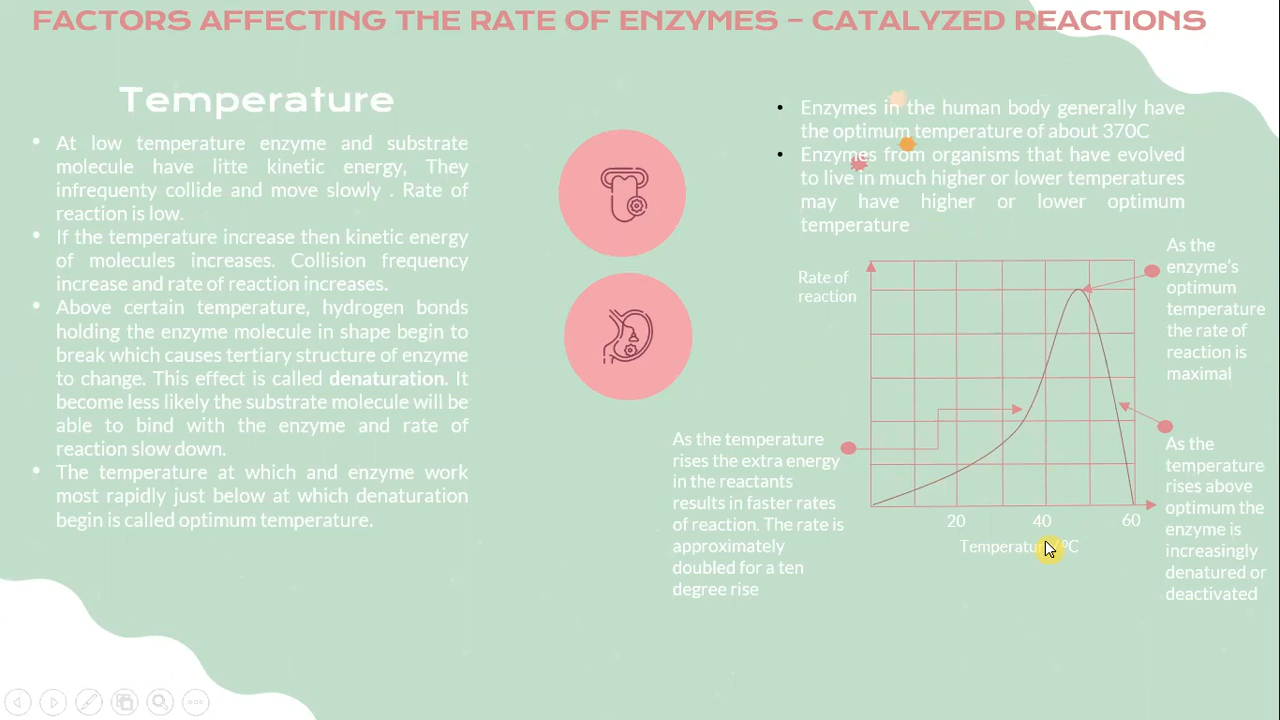 FACTORS AFFECTING THE RATE OF ENZYMES – CATALYZED REACTIONS
Temperature
• At low temperature enzyme and substrate
molecule have litte kinetic energy, They
infrequenty collide and move slowly . Rate of
reaction is low.
• If the temperature increase then kinetic energy
of molecules increases. Collision frequency
increase and rate of reaction increases.
• Above certain temperature, hydrogen bonds
holding the enzyme molecule in shape begin to
break which causes tertiary structure of enzyme
to change. This effect is called denaturation. It
become less likely the substrate molecule will be
able to bind with the enzyme and rate of
reaction slow down.
• The temperature at which and enzyme work
most rapidly just below at which denaturation
begin is called optimum temperature.
• Enzymes in the human body generally have
the optimum temperature of about 370C
• Enzymes from organisms that have evolved
to live in much higher or lower temperatures
may have higher or lower optimum
temperature
Rate of
reaction
As the
enzyme's
optimum
temperature
the rate of
reaction is
maximal
As the temperature
rises the extra energy
in the reactants
results in faster rates
of reaction. The rate is
approximately
doubled for a ten
degree rise
20 40 60
Temperature/ºC
As the
temperature
rises above
optimum the
enzyme is
increasingly
denatured or
deactivated